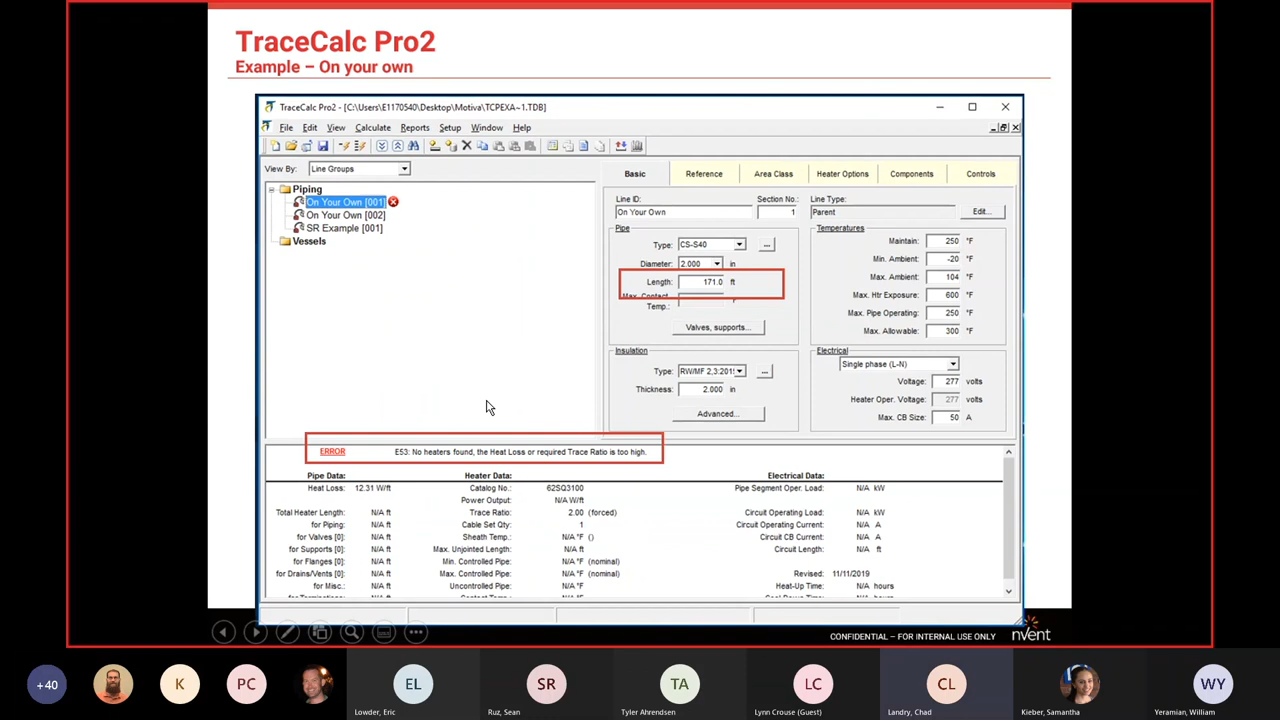 TraceCalc Pro2
Example – On your own
TraceCalc Pro2 - [C:\Users\E1170540\Desktop\Motiva\TCPEXA~1.TDB]
File Edit View Calculate Reports Setup Window Help
View By: Line Groups
Piping
On Your Own [001]
On Your Own [002]
SR Example [001]
Vessels
Basic Reference Area Class Heater Options Components Controls
Line ID: Section No.: Line Type:
On Your Own 1 Parent Edit...
Pipe
Type: CS-S40 ...
Diameter: 2.000 in
Length: 171.0 ft
Max. Contact
Temp.:
Valves, supports...
Temperatures
Maintain: 250 °F
Min. Ambient: -20 °F
Max. Ambient: 104 °F
Max. Htr Exposure: 600 °F
Max. Pipe Operating: 250 °F
Max. Allowable: 300 °F
Insulation
Type: RW/MF 2,3:201 ...
Thickness: 2.000 in
Advanced...
Electrical
Single phase (L-N)
Voltage: 277 volts
Heater Oper. Voltage: 277 volts
Max. CB Size: 50 A
ERROR E53: No heaters found, the Heat Loss or required Trace Ratio is too high.
Pipe Data: Heater Data: Electrical Data:
Heat Loss: 12.31 W/ft Catalog No.: 62SQ3100 Pipe Segment Oper. Load: N/A kW
Power Output: N/A W/ft
Total Heater Length: N/A ft Trace Ratio: 2.00 (forced) Circuit Operating Load: N/A kW
for Piping: N/A ft Cable Set Qty: 1 Circuit Operating Current: N/A A
for Valves [0]: N/A ft Sheath Temp.: N/A °F () Circuit CB Current: N/A A
for Supports [0]: N/A ft Max. Unjointed Length: N/A ft Circuit Length: N/A ft
for Flanges [0]: N/A ft Min. Controlled Pipe: N/A °F (nominal)
for Drains/Vents [0]: N/A ft Max. Controlled Pipe: N/A °F (nominal) Revised: 11/11/2019
for Misc.: N/A ft Uncontrolled Pipe: N/A °F Heat-Up Time: N/A hours
CONFIDENTIAL – FOR INTERNAL USE ONLY
nVent
+40 K PC EL SR TA LC CL WY
Lowder, Eric
Ruz, Sean
Tyler Ahrendsen
Lynn Crouse (Guest)
Landry, Chad
Kieber, Samantha
Yeramian, William